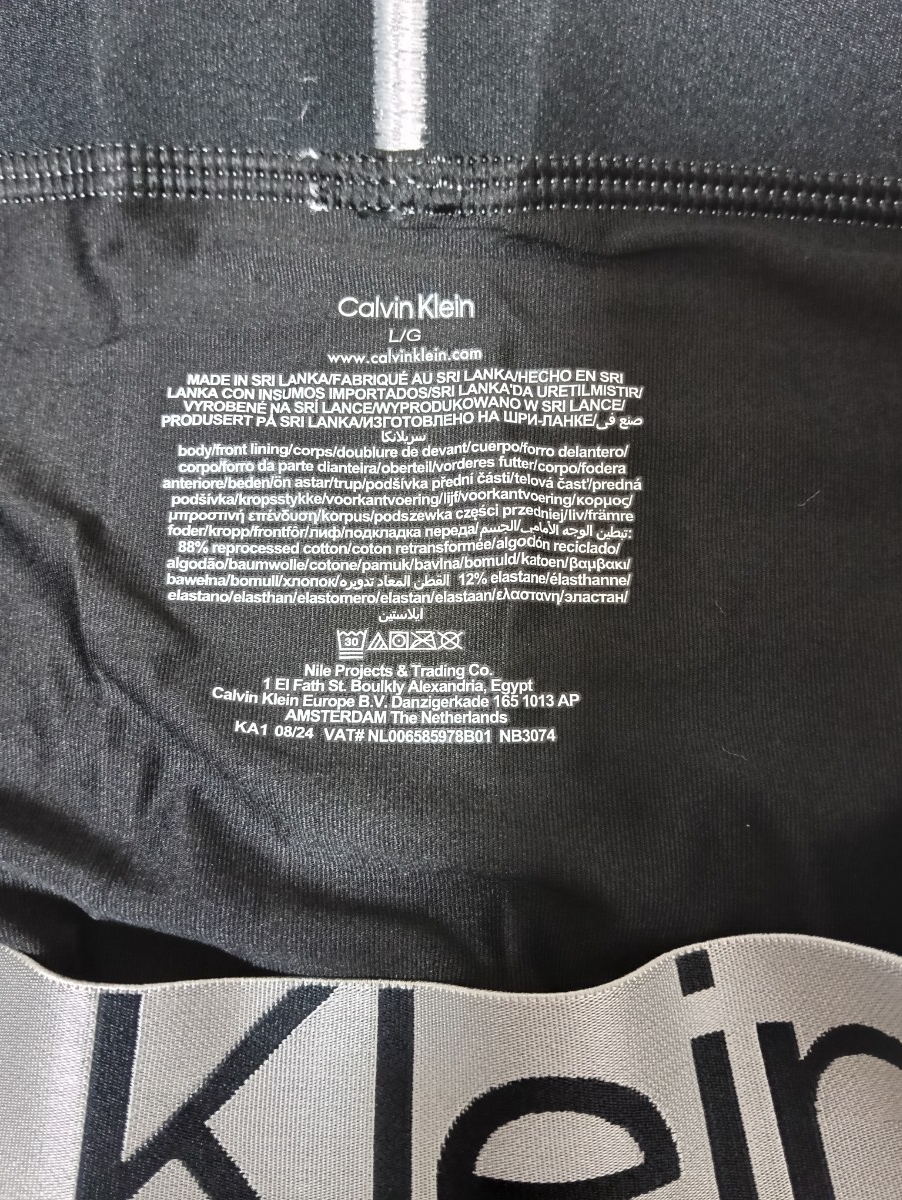 Calvin Klein
L/G
www.calvinklein.com
MADE IN SRI LANKA/FABRIQUÉ AU SRI LANKA/HECHO EN SRI
LANKA CON INSUMOS IMPORTADOS/SRI LANKA'DA URETILMISTIR/
VYROBENÉ NA SRÍ LANCE/WYPRODUKOWANO W SRI LANCE/
PRODUSERT PÅ SRI LANKA/ИЗГОТОВЛЕНО НА ШРИ-ЛАНКЕ/صنع في
سريلانكا
body/front lining/corps/doublure de devant/cuerpo/forro delantero/
corpo/forro da parte dianteira/oberteil/vorderes futter/corpo/fodera
anteriore/beden/ön astar/trup/podšívka přední části/telová časť/predná
podšívka/kropsstykke/voorkantvoering/lijf/voorkantvoering/κορμος/
μπροστινή επένδυση/korpus/podszewka części przedniej/liv/främre
foder/kropp/frontfôr/лиф/подкладка переда/تبطين الوجه الأمامي/الجسم:
88% reprocessed cotton/coton retransformée/algodón reciclado/
algodão/baumwolle/cotone/pamuk/bavlna/bomuld/katoen/βαμβακι/
bawełna/bomull/хлопок/القطن المعاد تدويره 12% elastane/élasthanne/
elastano/elasthan/elastomero/elastan/elastaan/ελαστανη/эластан/
ايلاستين
30
Nile Projects & Trading Co.
1 El Fath St. Boulkly Alexandria, Egypt
Calvin Klein Europe B.V. Danzigerkade 165 1013 AP
AMSTERDAM The Netherlands
KA1 08/24 VAT# NL006585978B01 NB3074
Klein